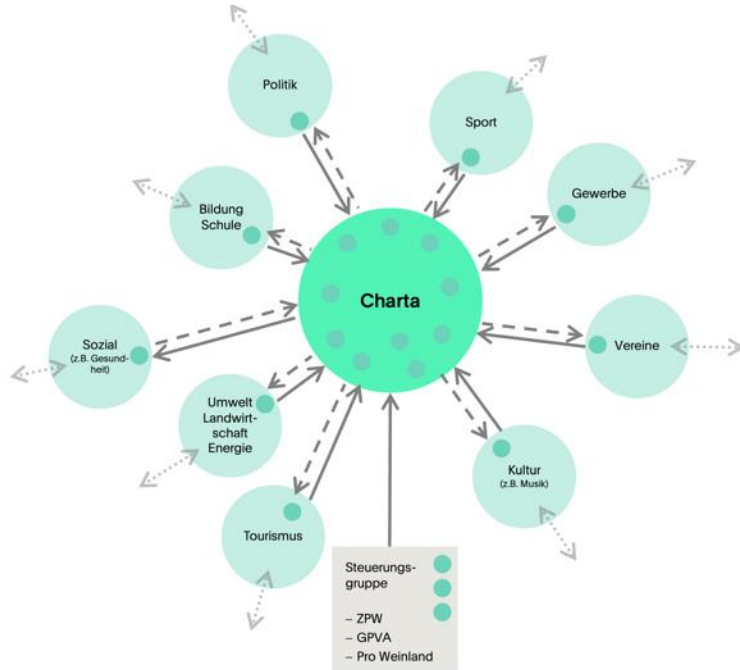 Politik
Sport
Gewerbe
Bildung
Schule
Charta
Vereine
Sozial
(z.B. Gesund-
heit)
Umwelt
Landwirt-
schaft
Energie
Kultur
(z.B. Musik)
Tourismus
Steuerungs-
gruppe
– ZPW
– GPVA
– Pro Weinland